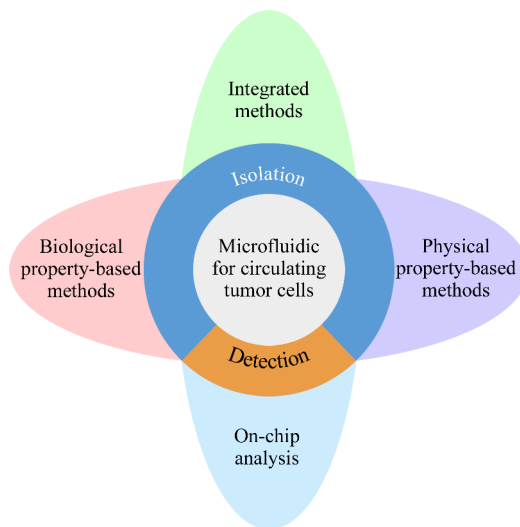 Integrated
methods
Isolation
Biological
property-based
methods
Microfluidic
for circulating
tumor cells
Physical
property-based
methods
Detection
On-chip
analysis